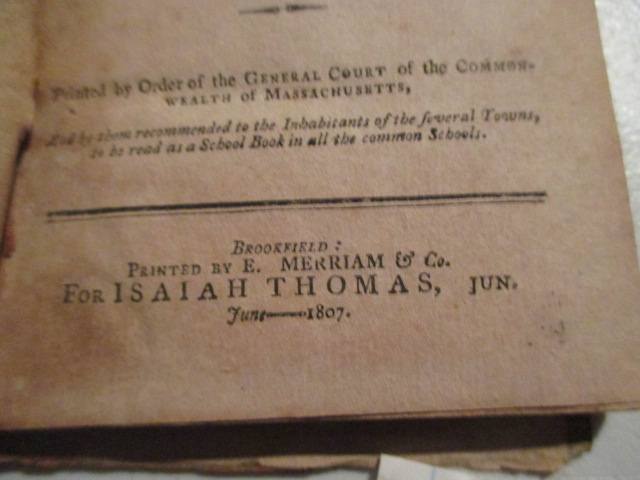 Printed by Order of the GENERAL COURT of the COMMON-
WEALTH of MASSACHUSETTS,
And by them recommended to the Inhabitants of the ſeveral Towns,
to be read as a School Book in all the common Schools.
BROOKFIELD:
PRINTED BY E. MERRIAM & Co.
FOR ISAIAH THOMAS, JUN.
June——1807.